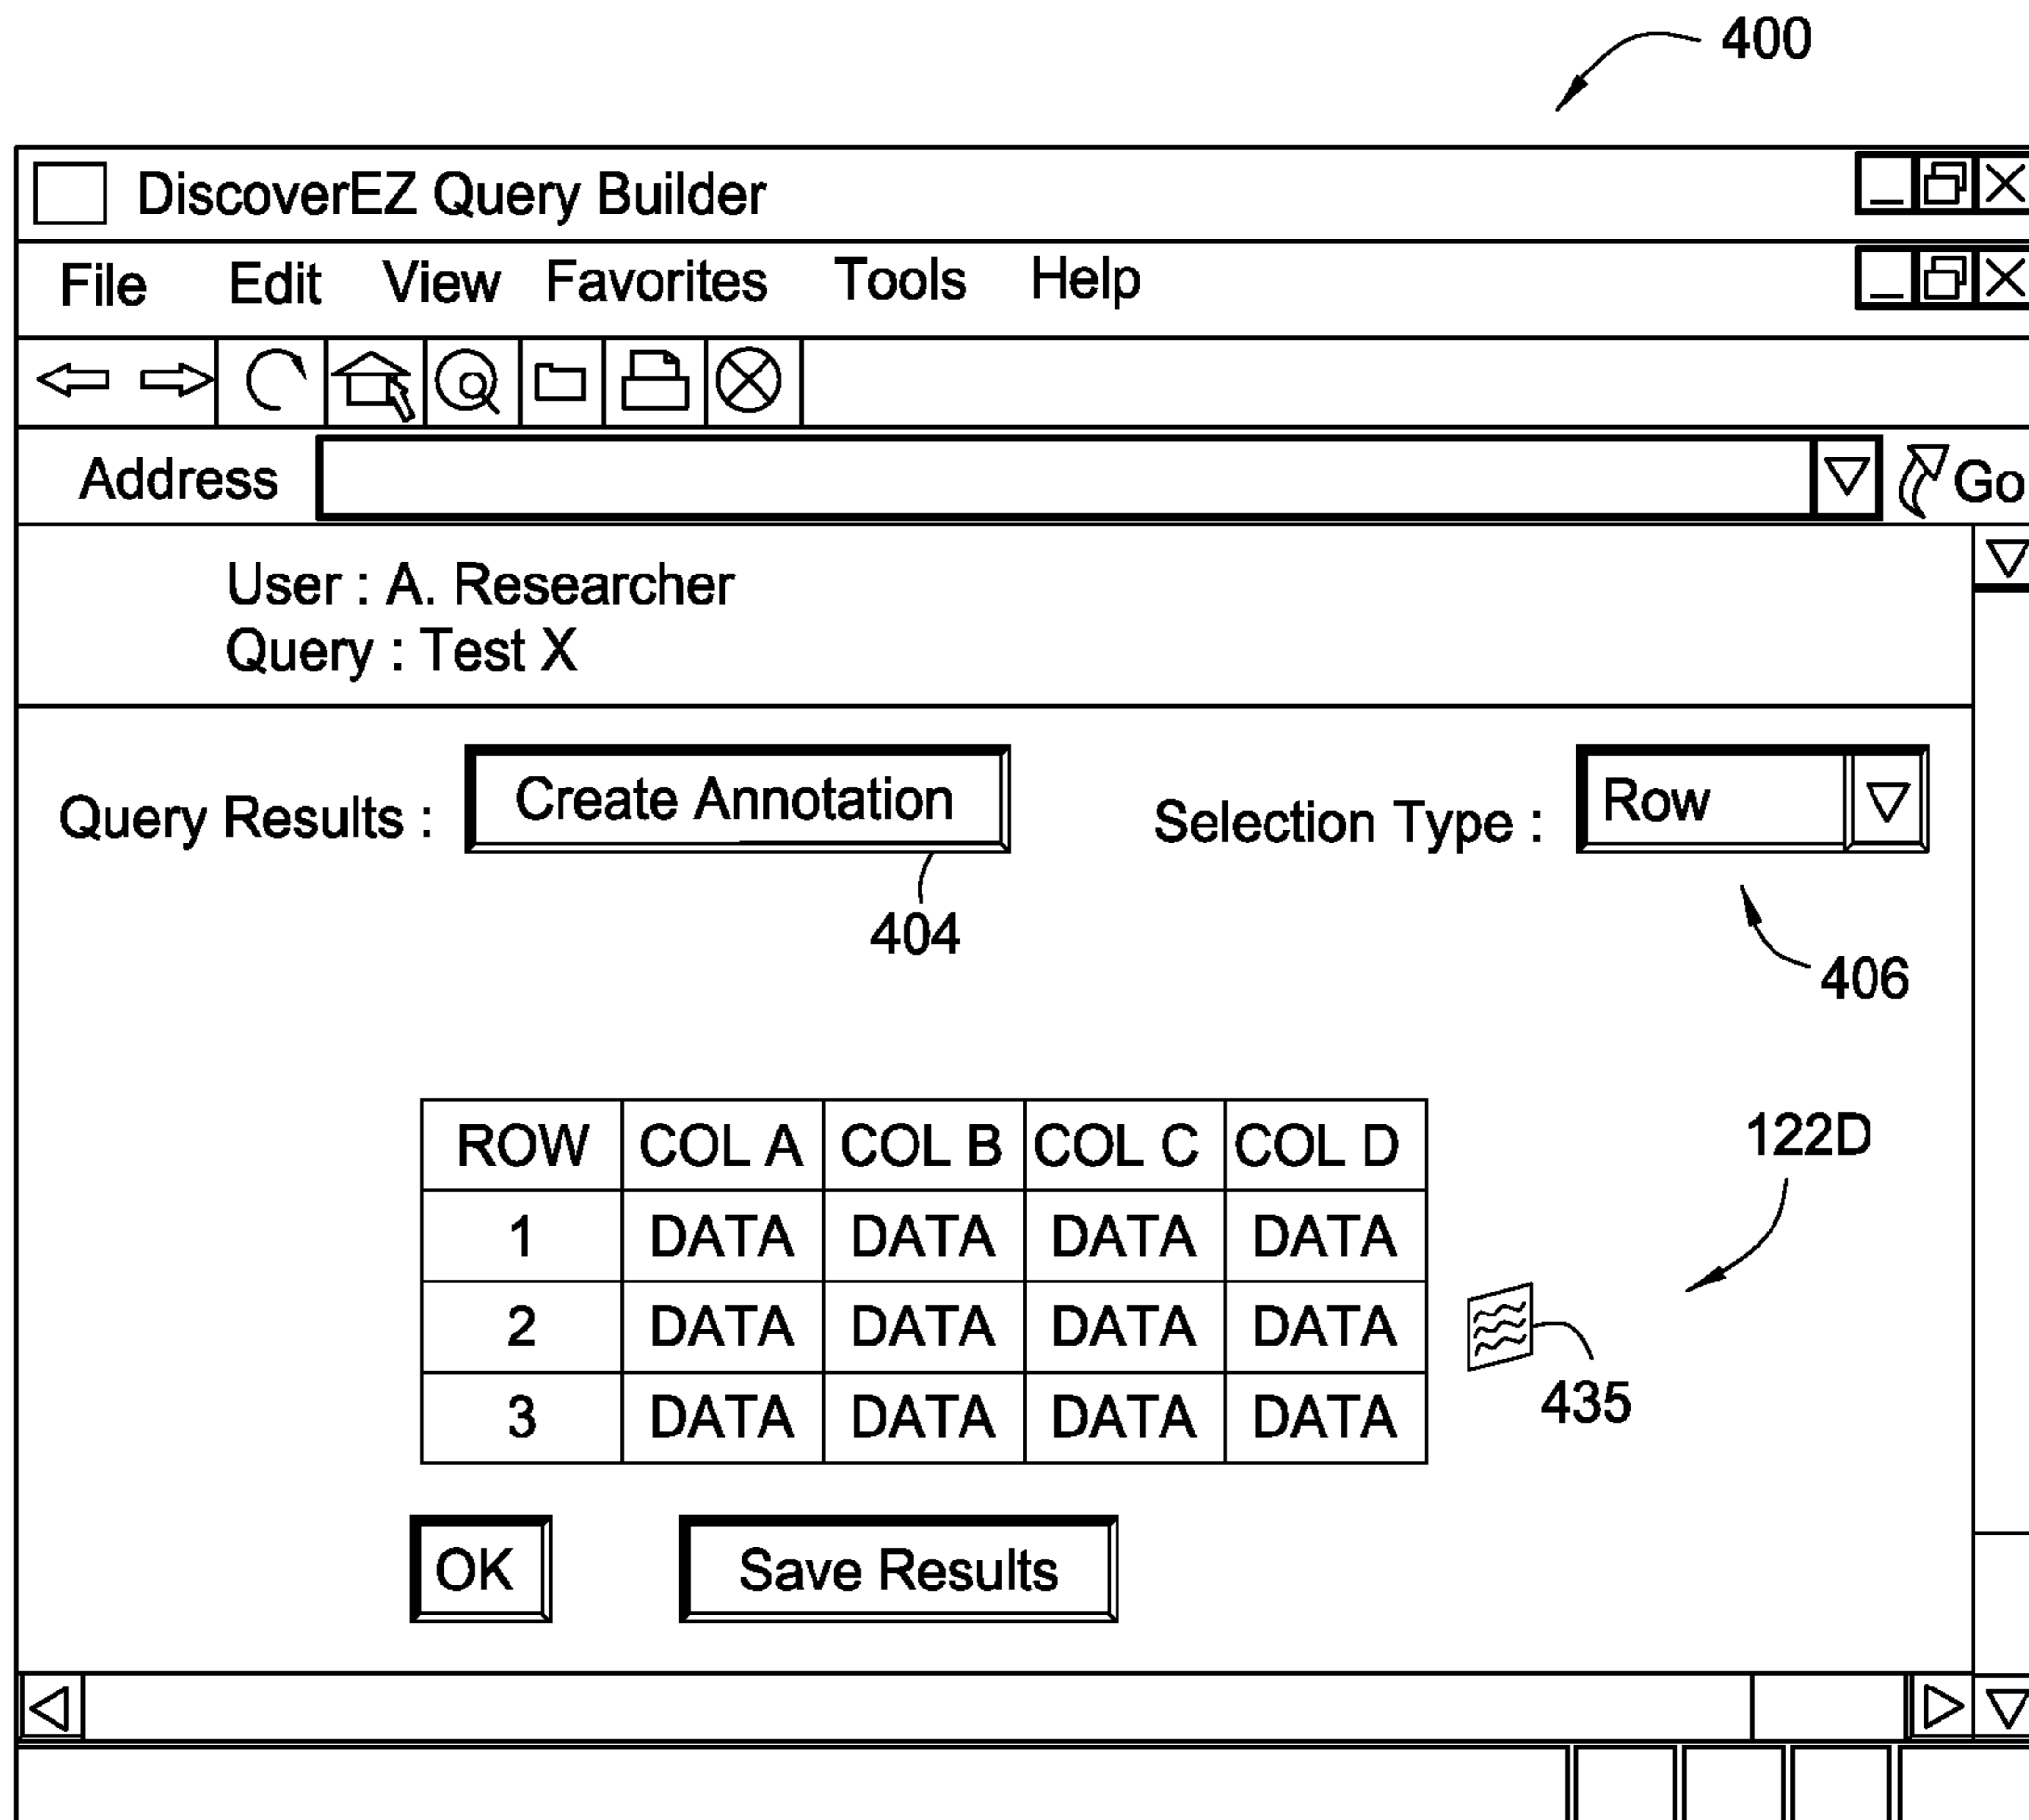 400
DiscoverEZ Query Builder
File Edit View Favorites Tools Help
Address Go
User : A. Researcher
Query : Test X
Query Results : Create Annotation Selection Type : Row
404
406
ROW COL A COL B COL C COL D
122D
1 DATA DATA DATA DATA
2 DATA DATA DATA DATA
435
3 DATA DATA DATA DATA
OK Save Results